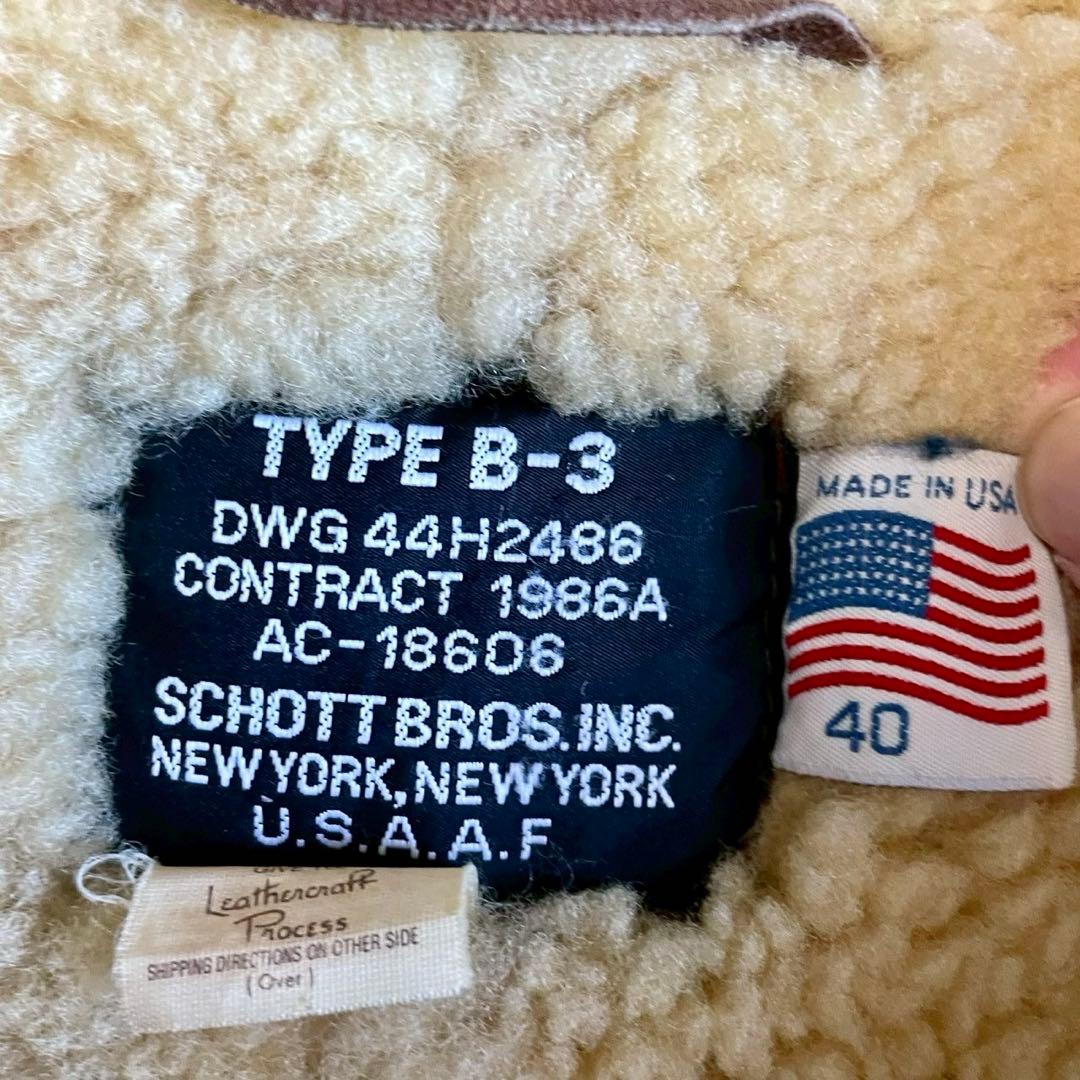 TYPE B-3
DWG 44H2486
CONTRACT 1986A
AC-18606
SCHOTT BROS. INC.
NEW YORK, NEW YORK
U.S.A.A.F
MADE IN USA
40
Leathercraft
Process
SHIPPING DIRECTIONS ON OTHER SIDE
(Over)